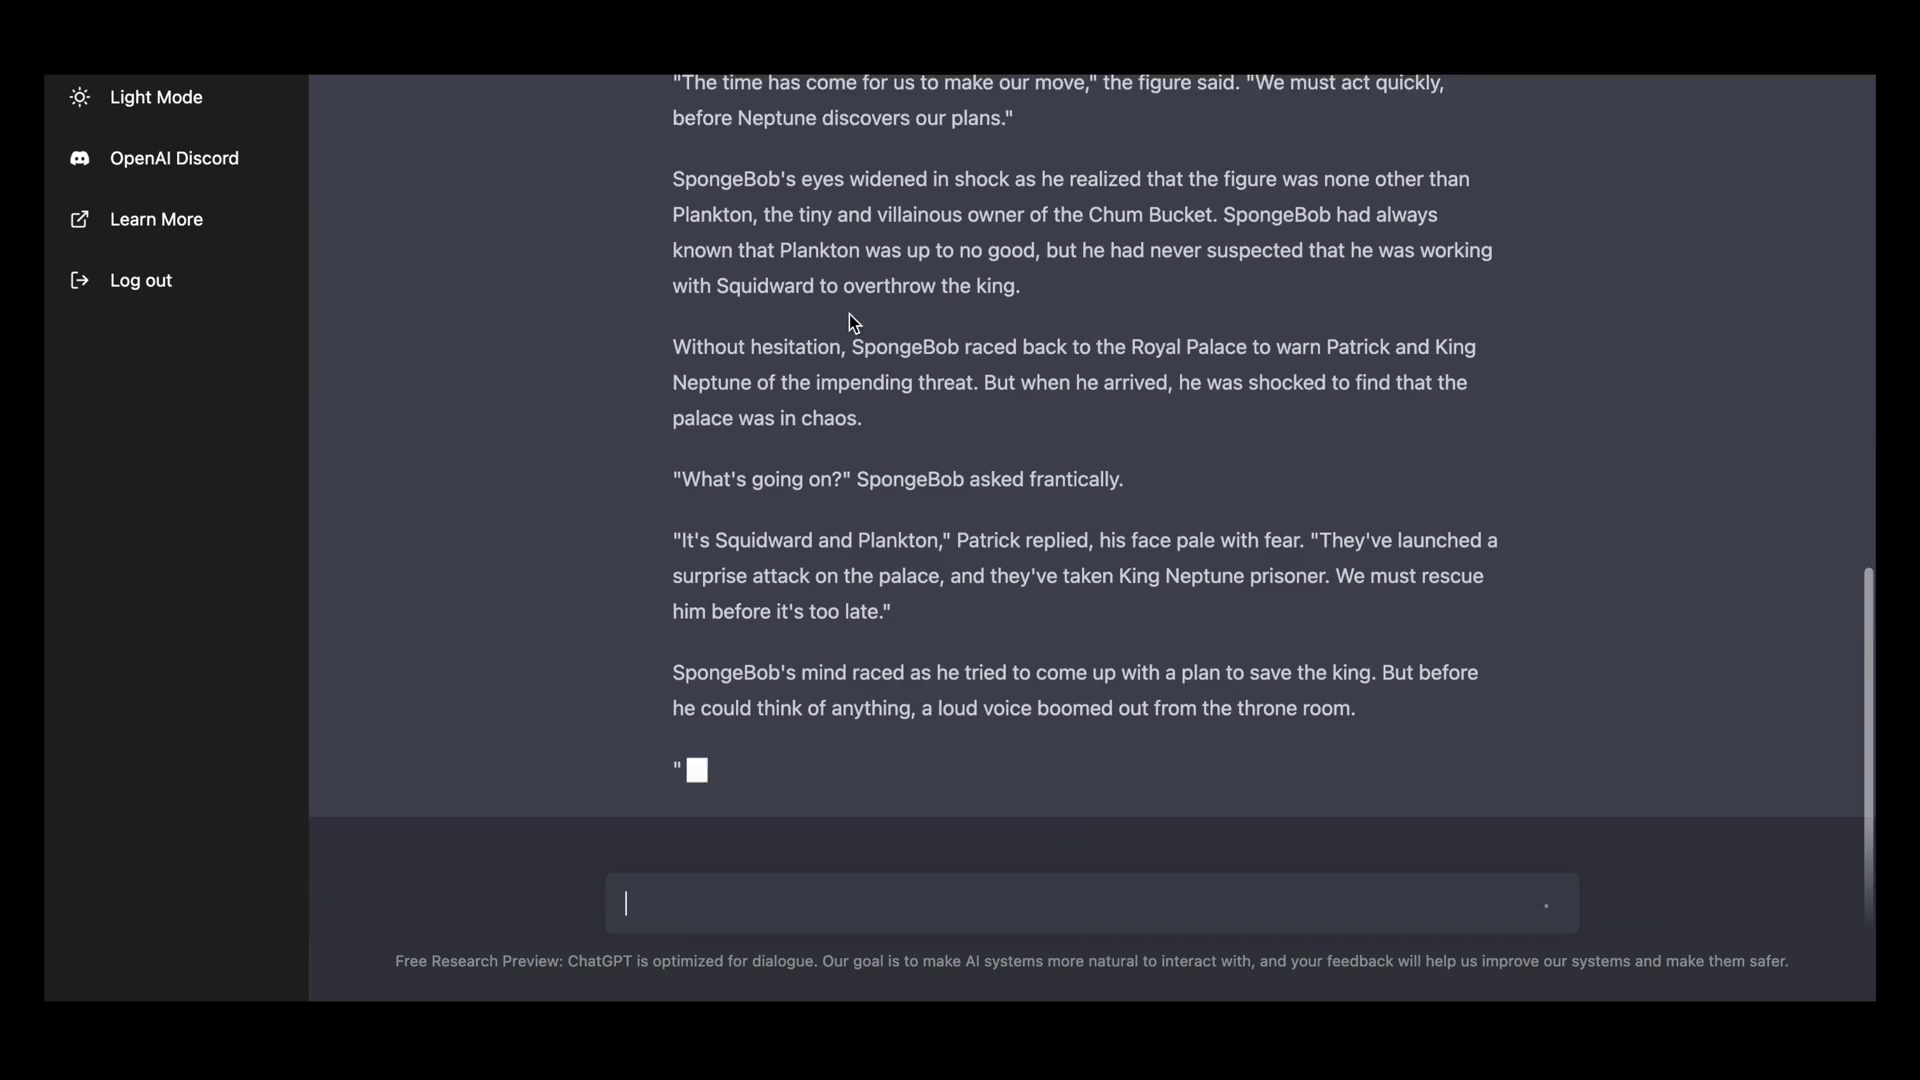 Light Mode
OpenAI Discord
Learn More
Log out
"The time has come for us to make our move," the figure said. "We must act quickly,
before Neptune discovers our plans."
SpongeBob's eyes widened in shock as he realized that the figure was none other than
Plankton, the tiny and villainous owner of the Chum Bucket. SpongeBob had always
known that Plankton was up to no good, but he had never suspected that he was working
with Squidward to overthrow the king.
Without hesitation, SpongeBob raced back to the Royal Palace to warn Patrick and King
Neptune of the impending threat. But when he arrived, he was shocked to find that the
palace was in chaos.
"What's going on?" SpongeBob asked frantically.
"It's Squidward and Plankton," Patrick replied, his face pale with fear. "They've launched a
surprise attack on the palace, and they've taken King Neptune prisoner. We must rescue
him before it's too late."
SpongeBob's mind raced as he tried to come up with a plan to save the king. But before
he could think of anything, a loud voice boomed out from the throne room.
"
Free Research Preview: ChatGPT is optimized for dialogue. Our goal is to make AI systems more natural to interact with, and your feedback will help us improve our systems and make them safer.